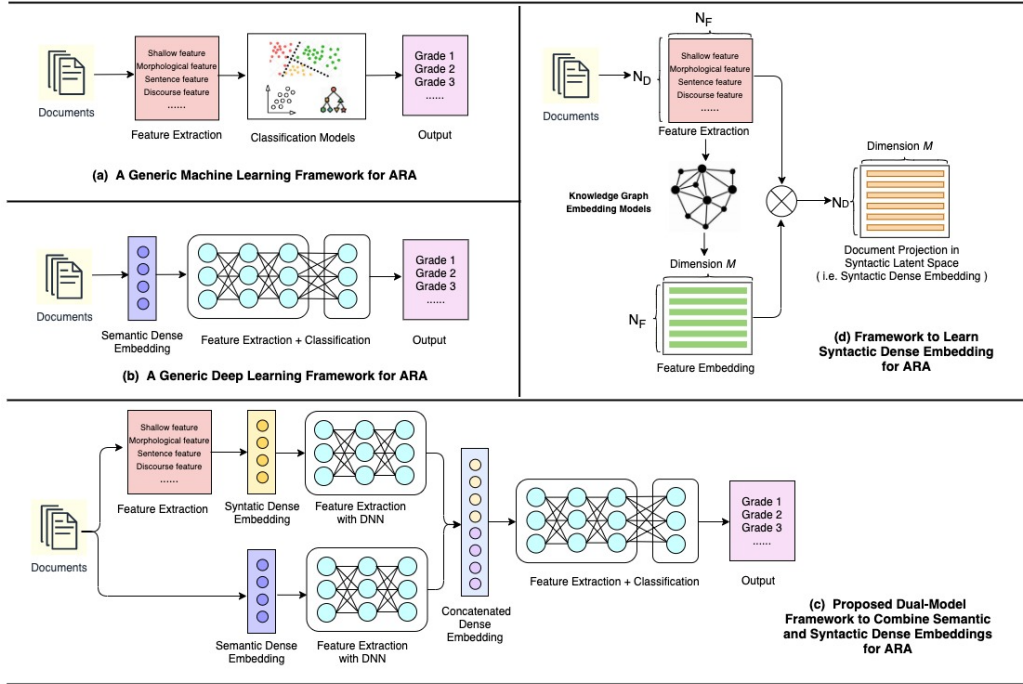 Documents
Shallow feature
Morphological feature
Sentence feature
Discourse feature
......
Feature Extraction
Classification Models
Grade 1
Grade 2
Grade 3
......
Output
(a) A Generic Machine Learning Framework for ARA
Documents
Semantic Dense
Embedding
Feature Extraction + Classification
Grade 1
Grade 2
Grade 3
......
Output
(b) A Generic Deep Learning Framework for ARA
Documents
NF
ND
Shallow feature
Morphological feature
Sentence feature
Discourse feature
......
Feature Extraction
Knowledge Graph
Embedding Models
Dimension M
NF
Feature Embedding
Dimension M
ND
Document Projection in
Syntactic Latent Space
( i.e. Syntactic Dense Embedding )
(d) Framework to Learn
Syntactic Dense Embedding
for ARA
Documents
Shallow feature
Morphological feature
Sentence feature
Discourse feature
......
Feature Extraction
Syntatic Dense
Embedding
Feature Extraction
with DNN
Semantic Dense
Embedding
Feature Extraction
with DNN
Concatenated
Dense
Embedding
Feature Extraction + Classification
Grade 1
Grade 2
Grade 3
......
Output
(c) Proposed Dual-Model
Framework to Combine Semantic
and Syntactic Dense Embeddings
for ARA